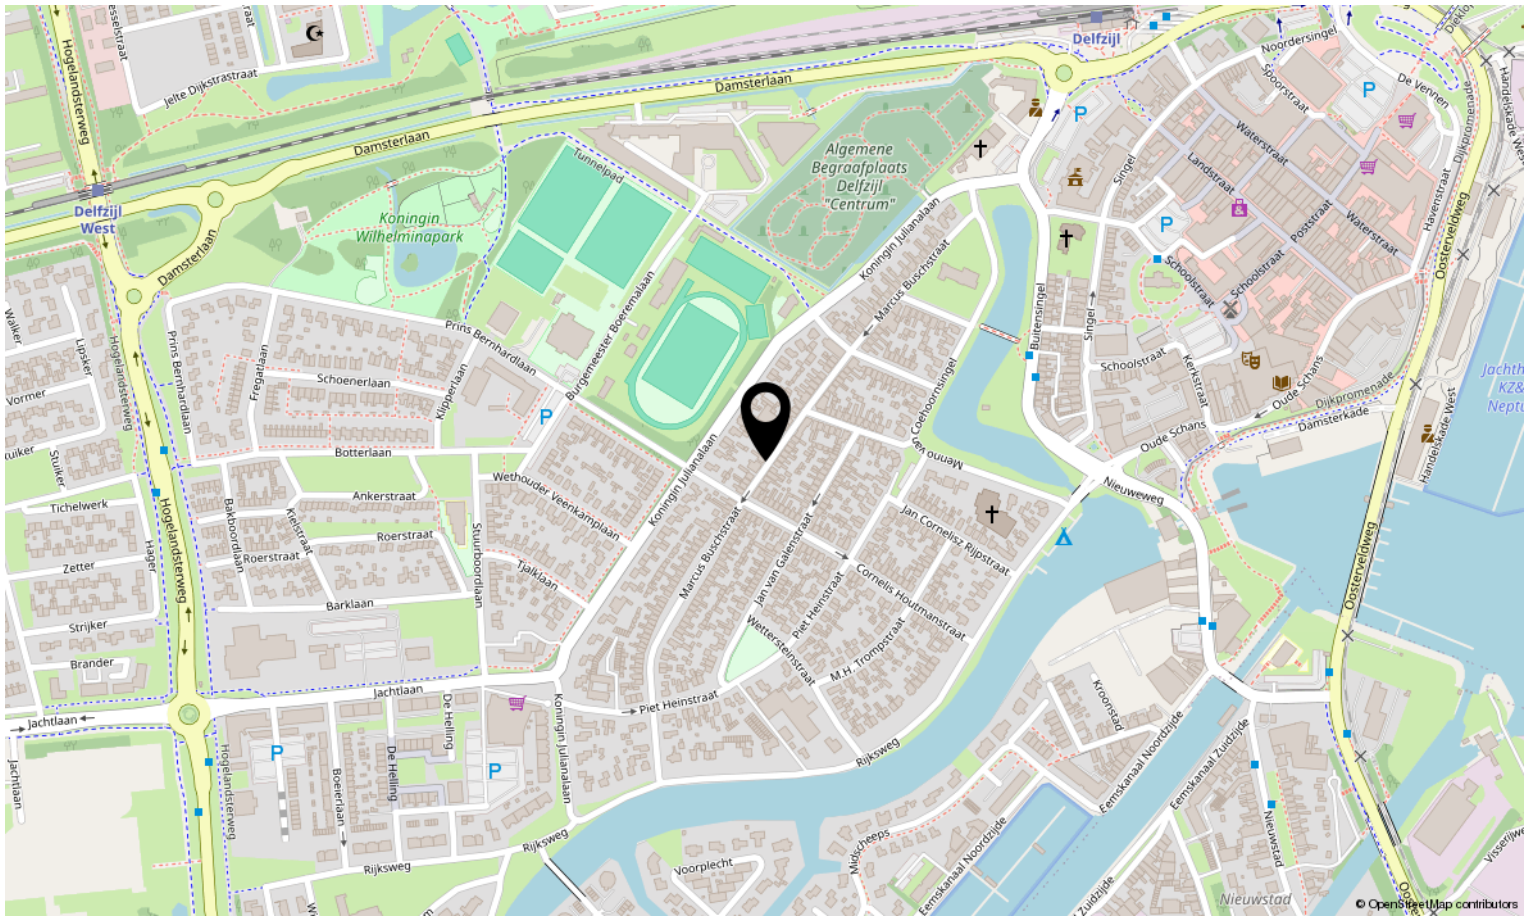 Hogelandsterweg
Jelte Dijkstrastraat
Damsterlaan
Damsterlaan
Delfzijl
Noordersingel
De Vennen
Spoorstraat
Waterstraat
Landstraat
Singel
Poststraat
Waterstraat
Havenstraat
Dijkpromenade
Handelskade West
Oosterveldweg
Algemene
Begraafplaats
Delfzijl
"Centrum"
Tunnelpad
Koningin
Wilhelminapark
Delfzijl
West
Damsterlaan
Koningin Julianalaan
Marcus Buschstraat
Schoolstraat
Schoolstraat
Buitensingel
Singel
Schoolstraat
Kerkstraat
Oude Schans
Dijkpromenade
Damsterkade
Oude Schans
Handelskade West
Jachth
KZ&
Neptu
Walker
Lipsker
Vormer
Stuiker
Hogelandsterweg
Prins Bernhardlaan
Prins Bernhardlaan
Fregatlaan
Schoenerlaan
Klipperlaan
Burgemeester Boeremalaan
Botterlaan
Ankerstraat
Wethouder Veenkamplaan
Koningin Julianalaan
Coehoornsingel
Menno van
Nieuweweg
Tichelwerk
Hager
Zetter
Strijker
Brander
Hogelandsterweg
Bakboordlaan
Kielstraat
Roerstraat
Roerstraat
Barklaan
Stuurboordlaan
Tjalklaan
Marcus Buschstraat
Jan van Galenstraat
Piet Heinstraat
Jan Cornelisz Rijpstraat
Cornelis Houtmanstraat
Wettersteinstraat
M.H. Trompstraat
Piet Heinstraat
Oosterveldweg
Jachtlaan
Jachtlaan
Jachtlaan
Hogelandsterweg
Boeierlaan
De Helling
De Helling
Koningin Julianalaan
Rijksweg
Rijksweg
Rijksweg
Kroonstad
Eemskanaal Noordzijde
Eemskanaal Zuidzijde
Midscheeps
Voorplecht
Eemskanaal Noordzijde
Zuidzijde
Nieuwstad
Nieuwstad
Visserijwe
© OpenStreetMap contributors